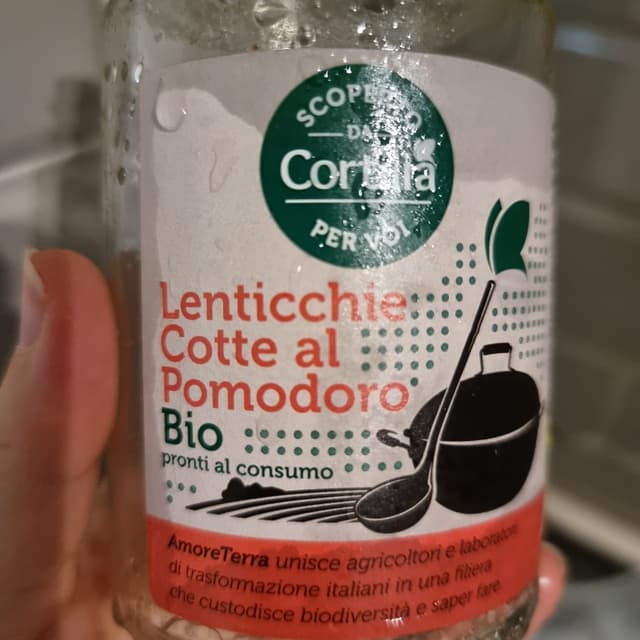 SCOPERTO
DA
Cortilia
PER VOI
Lenticchie
Cotte al
Pomodoro
Bio
pronti al consumo
AmoreTerra unisce agricoltori e laboratori
di trasformazione italiani in una filiera
che custodisce biodiversità e saper fare